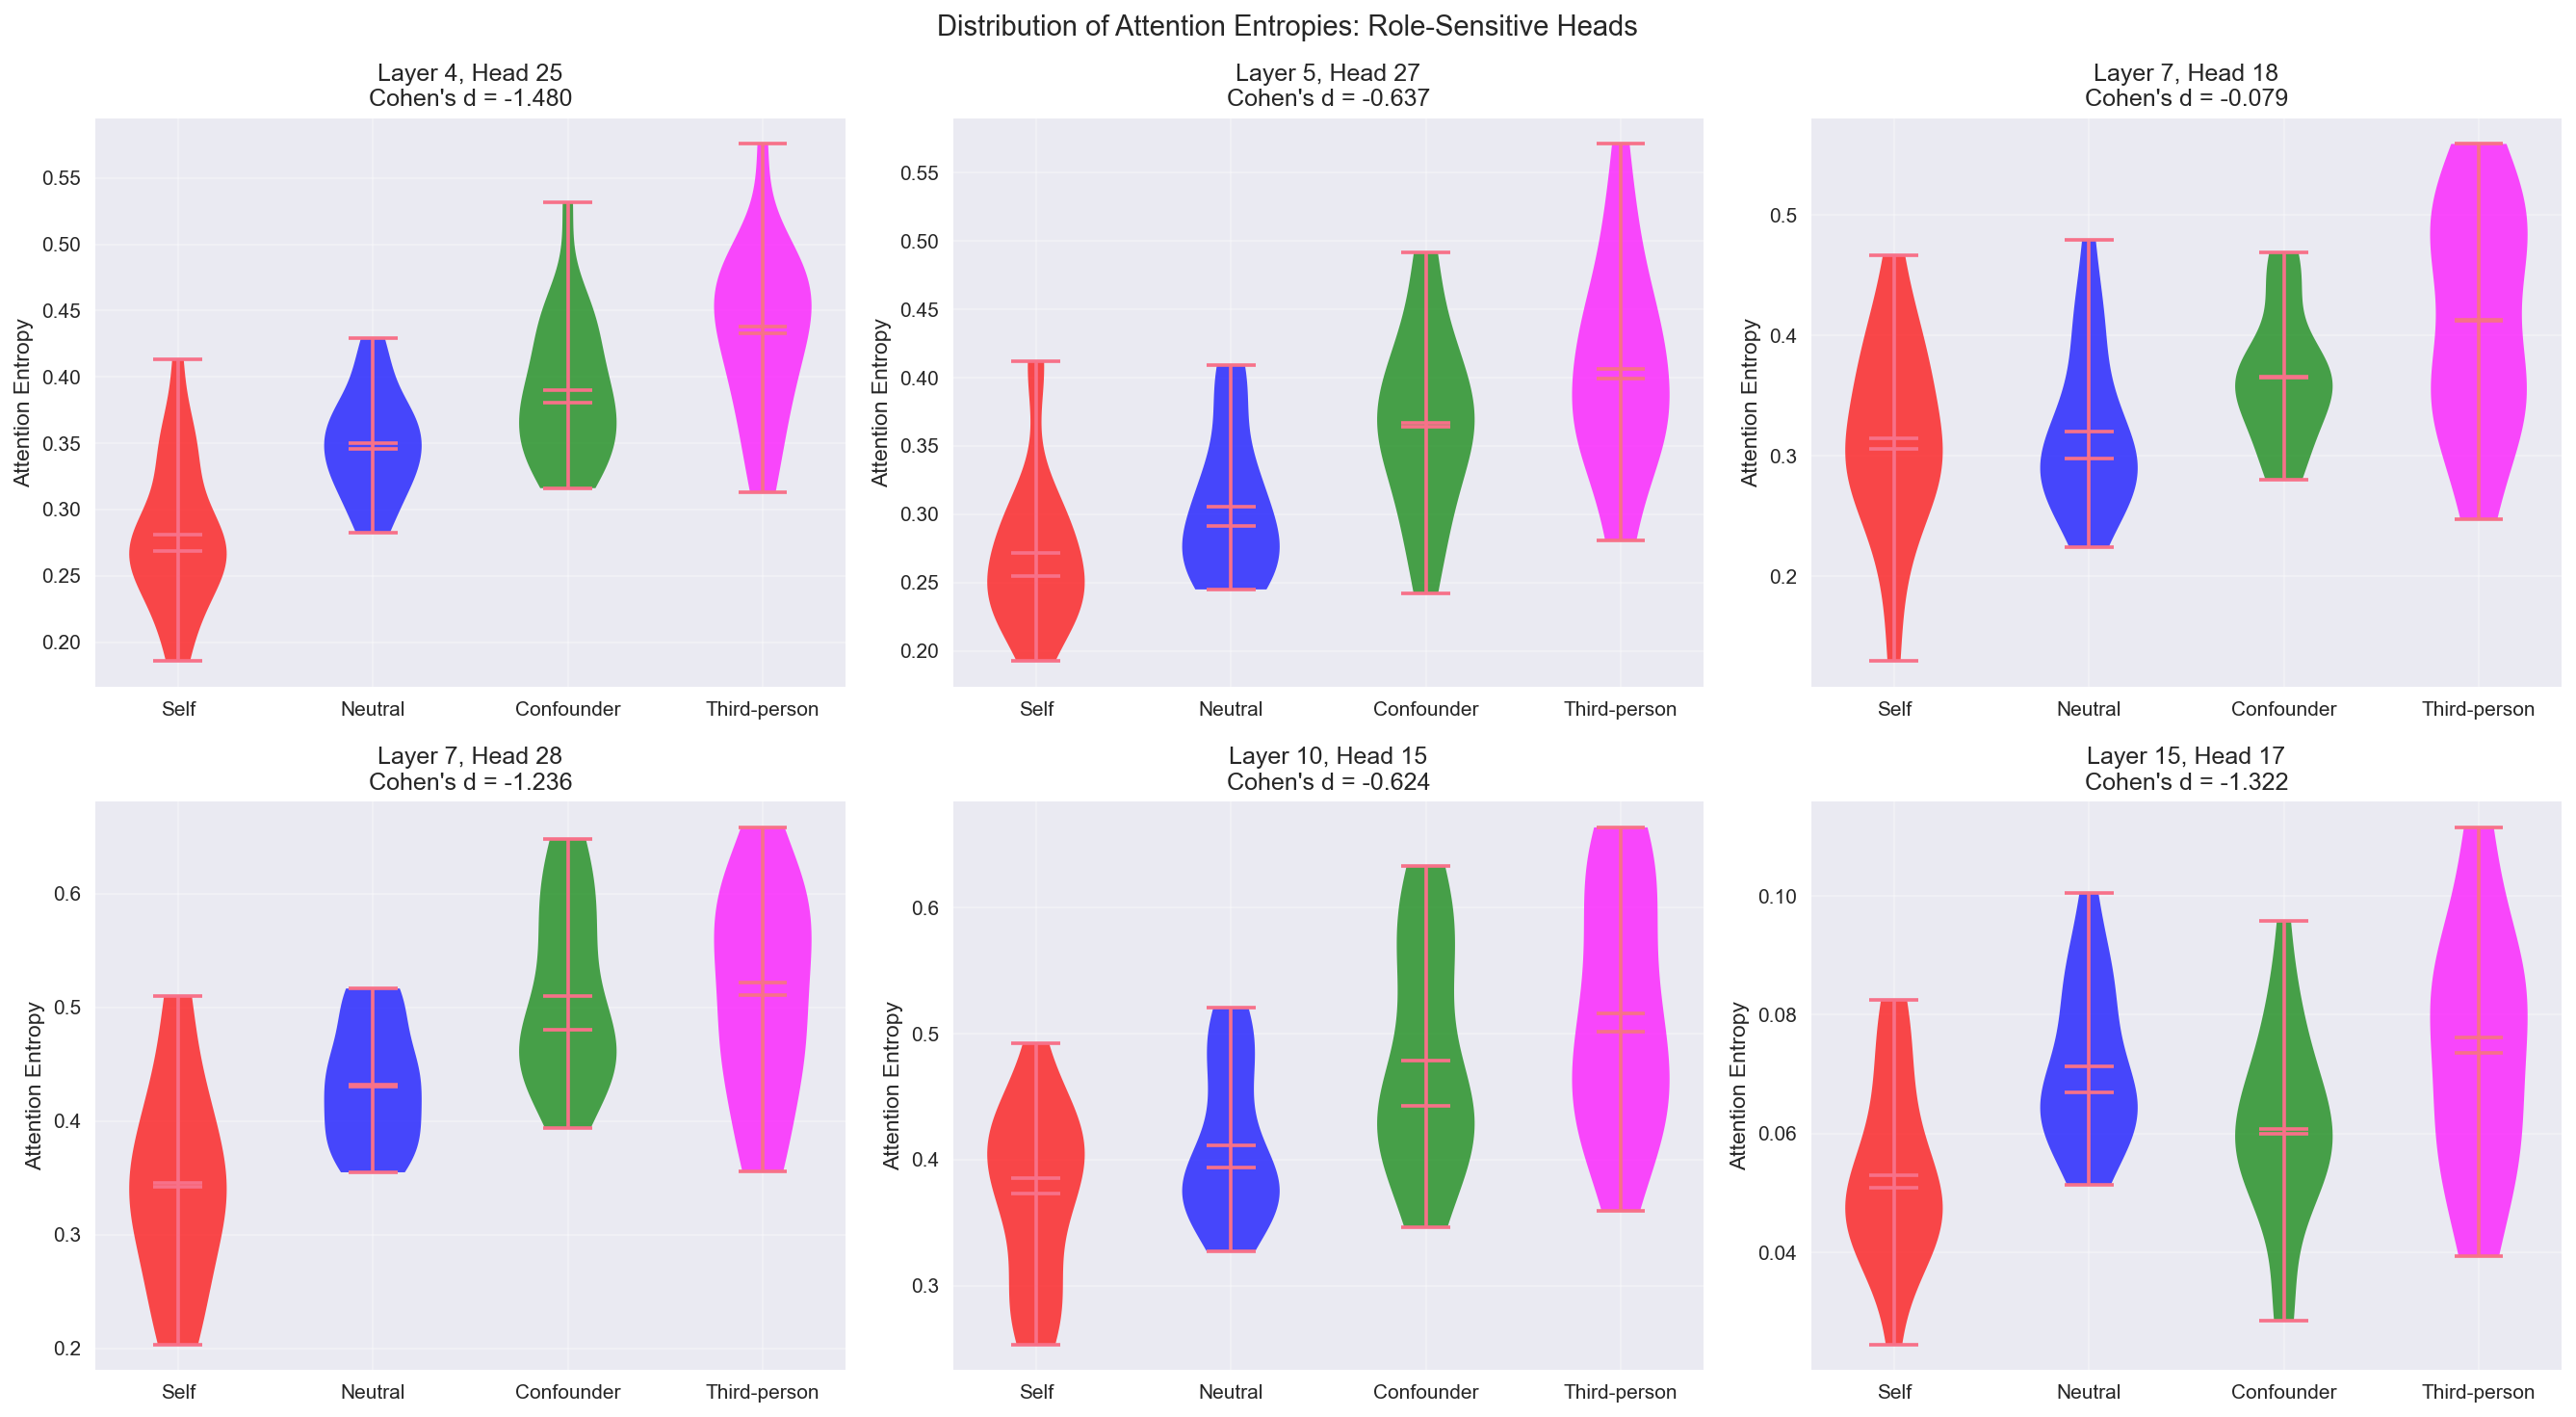 Distribution of Attention Entropies: Role-Sensitive Heads
Layer 4, Head 25
Cohen's d = -1.480
Attention Entropy
0.55
0.50
0.45
0.40
0.35
0.30
0.25
0.20
Self Neutral Confounder Third-person
Layer 5, Head 27
Cohen's d = -0.637
Attention Entropy
0.55
0.50
0.45
0.40
0.35
0.30
0.25
0.20
Self Neutral Confounder Third-person
Layer 7, Head 18
Cohen's d = -0.079
Attention Entropy
0.5
0.4
0.3
0.2
Self Neutral Confounder Third-person
Layer 7, Head 28
Cohen's d = -1.236
Attention Entropy
0.6
0.5
0.4
0.3
0.2
Self Neutral Confounder Third-person
Layer 10, Head 15
Cohen's d = -0.624
Attention Entropy
0.6
0.5
0.4
0.3
Self Neutral Confounder Third-person
Layer 15, Head 17
Cohen's d = -1.322
Attention Entropy
0.10
0.08
0.06
0.04
Self Neutral Confounder Third-person